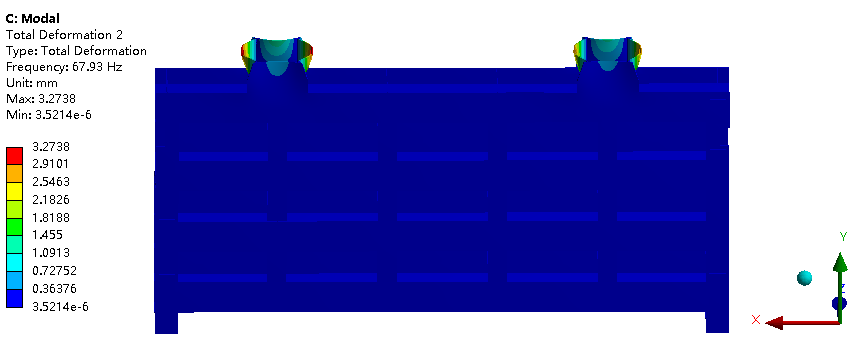 C: Modal
Total Deformation 2
Type: Total Deformation
Frequency: 67.93 Hz
Unit: mm
Max: 3.2738
Min: 3.5214e-6
3.2738
2.9101
2.5463
2.1826
1.8188
1.455
1.0913
0.72752
0.36376
3.5214e-6
Y
Z
X